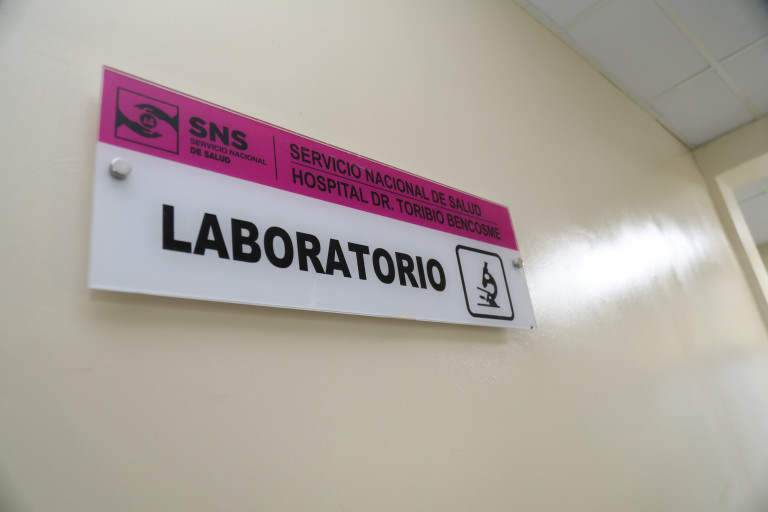 SNS
SERVICIO NACIONAL
DE SALUD
SERVICIO NACIONAL DE SALUD
HOSPITAL DR. TORIBIO BENCOSME
LABORATORIO